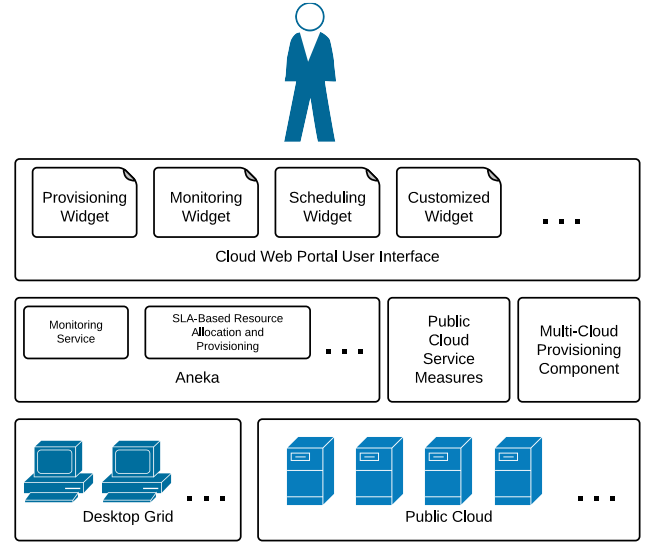 Provisioning
Widget
Monitoring
Widget
Scheduling
Widget
Customized
Widget
. . .
Cloud Web Portal User Interface
Monitoring
Service
SLA-Based Resource
Allocation and
Provisioning
. . .
Aneka
Public
Cloud
Service
Measures
Multi-Cloud
Provisioning
Component
. . .
Desktop Grid
. . .
Public Cloud